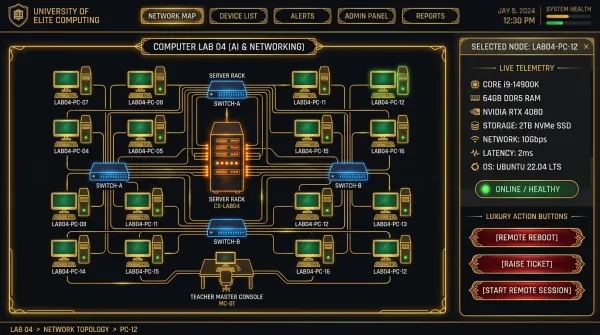 UNIVERSITY OF
ELITE COMPUTING
NETWORK MAP
DEVICE LIST
ALERTS
ADMIN PANEL
REPORTS
JAY 5, 2024
12:30 PM
SYSTEM HEALTH
COMPUTER LAB 04 (AI & NETWORKING)
SERVER RACK
LAB04-PC-07
LAB04-PC-08
SWITCH-A
LAB04-PC-11
LAB04-PC-12
LAB04-PC-04
LAB04-PC-05
LAB04-PC-15
LAB04-PC-16
SWITCH-A
SERVER RACK
CS-LAB04
SWITCH-B
LAB04-PC-09
LAB04-PC-11
LAB04-PC-12
LAB04-PC-13
SWITCH-B
LAB04-PC-14
LAB04-PC-15
LAB04-PC-16
LAB04-PC-12
TEACHER MASTER CONSOLE
MC-01
SELECTED NODE: LAB04-PC-12 ×
LIVE TELEMETRY
CORE i9-14900K
64GB DDR5 RAM
NVIDIA RTX 4080
STORAGE: 2TB NVMe SSD
NETWORK: 10Gbps
LATENCY: 2ms
OS: UBUNTU 22.04 LTS
ONLINE / HEALTHY
LUXURY ACTION BUTTONS
[REMOTE REBOOT]
[RAISE TICKET]
[START REMOTE SESSION]
LAB 04 > NETWORK TOPOLOGY > PC-12